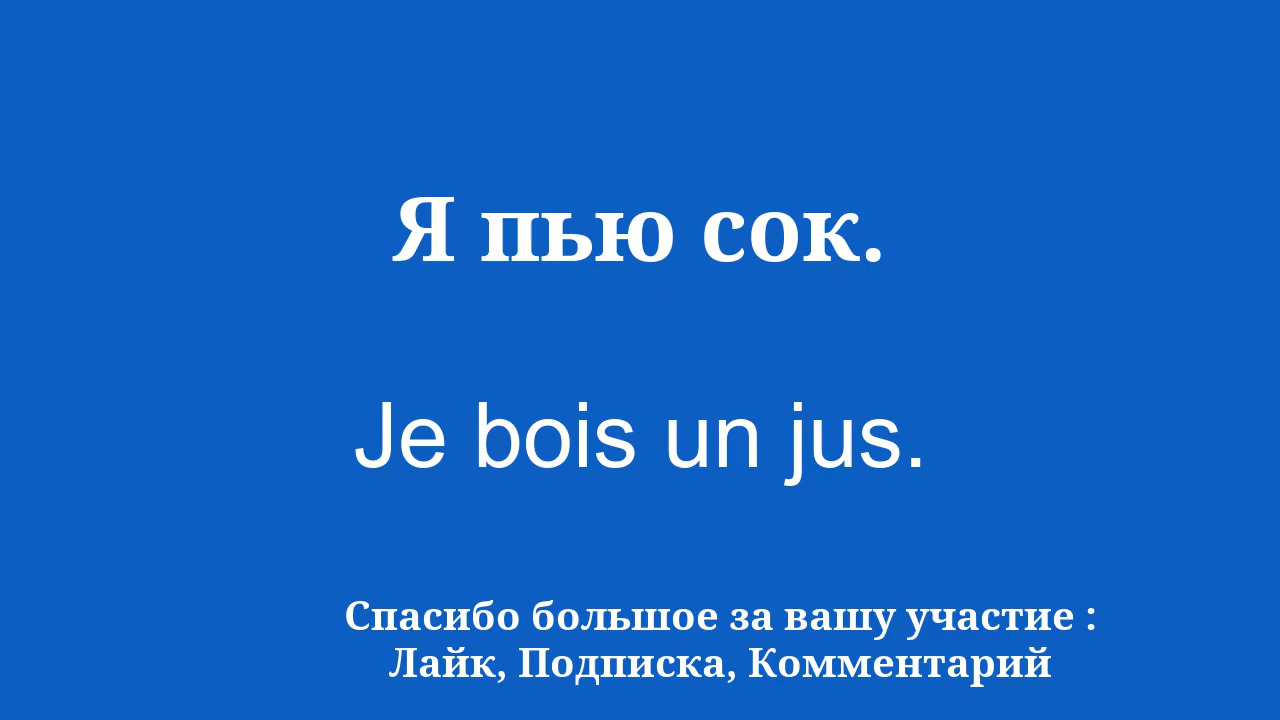 Я пью сок.
Je bois un jus.
Спасибо большое за вашу участие :
Лайк, Подписка, Комментарий